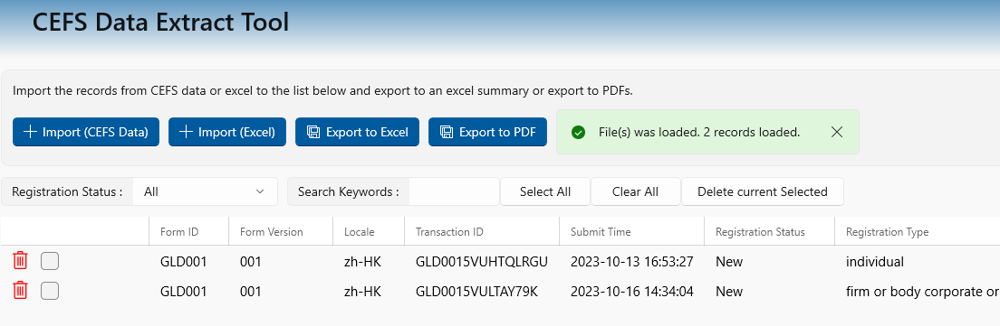 CEFS Data Extract Tool
Import the records from CEFS data or excel to the list below and export to an excel summary or export to PDFs.
Import (CEFS Data) Import (Excel) Export to Excel Export to PDF File(s) was loaded. 2 records loaded.
Registration Status : All Search Keywords : Select All Clear All Delete current Selected
Form ID Form Version Locale Transaction ID Submit Time Registration Status Registration Type
GLD001 001 zh-HK GLD0015VUHTQLRGU 2023-10-13 16:53:27 New individual
GLD001 001 zh-HK GLD0015VULTAY79K 2023-10-16 14:34:04 New firm or body corporate or